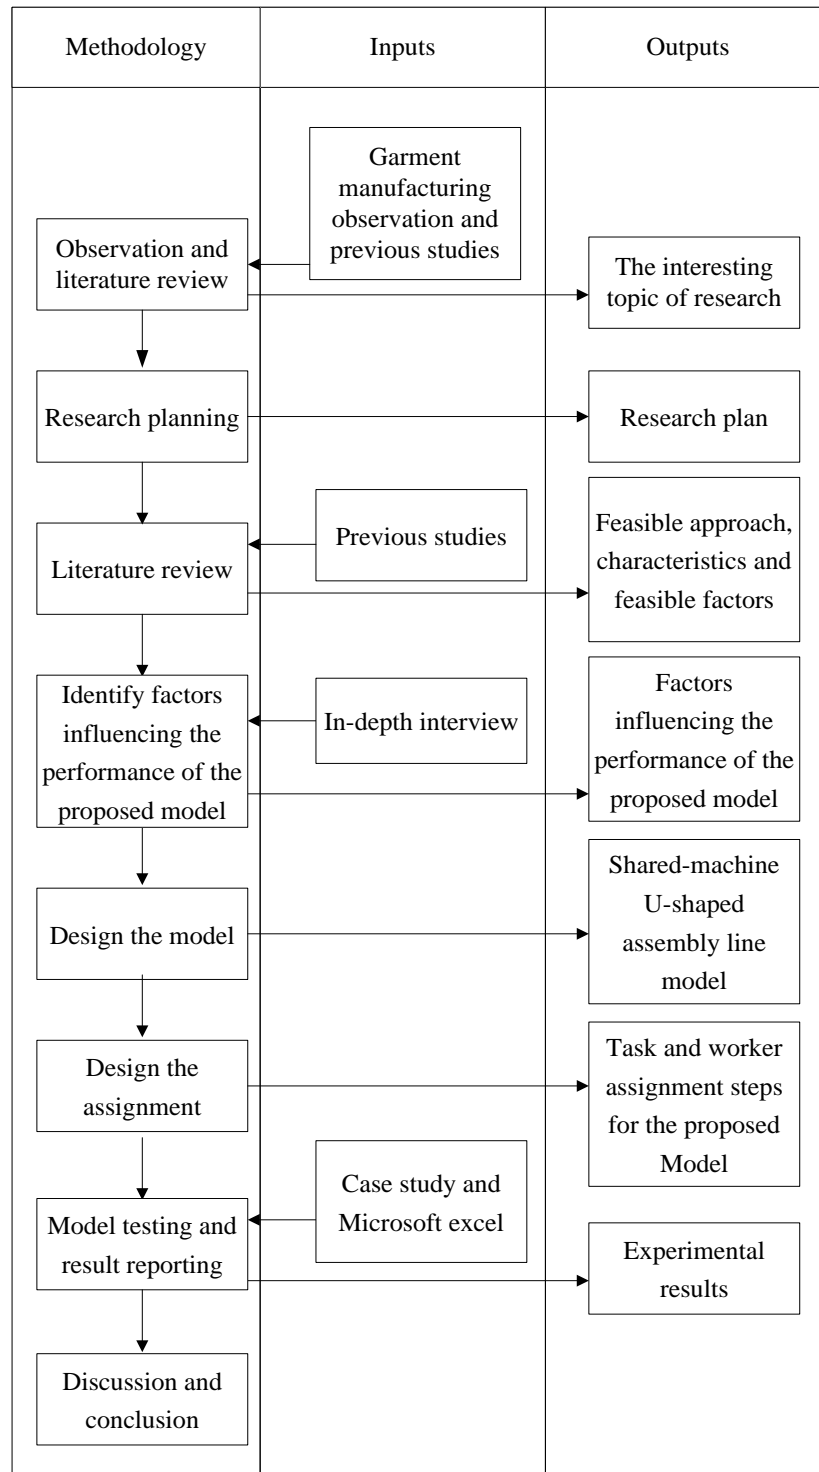 Methodology
Inputs
Outputs
Garment
manufacturing
observation and
previous studies
Observation and
literature review
The interesting
topic of research
Research planning
Research plan
Previous studies
Literature review
Feasible approach,
characteristics and
feasible factors
Identify factors
influencing the
performance of the
proposed model
In-depth interview
Factors
influencing the
performance of the
proposed model
Design the model
Shared-machine
U-shaped
assembly line
model
Design the
assignment
Task and worker
assignment steps
for the proposed
Model
Case study and
Microsoft excel
Model testing and
result reporting
Experimental
results
Discussion and
conclusion